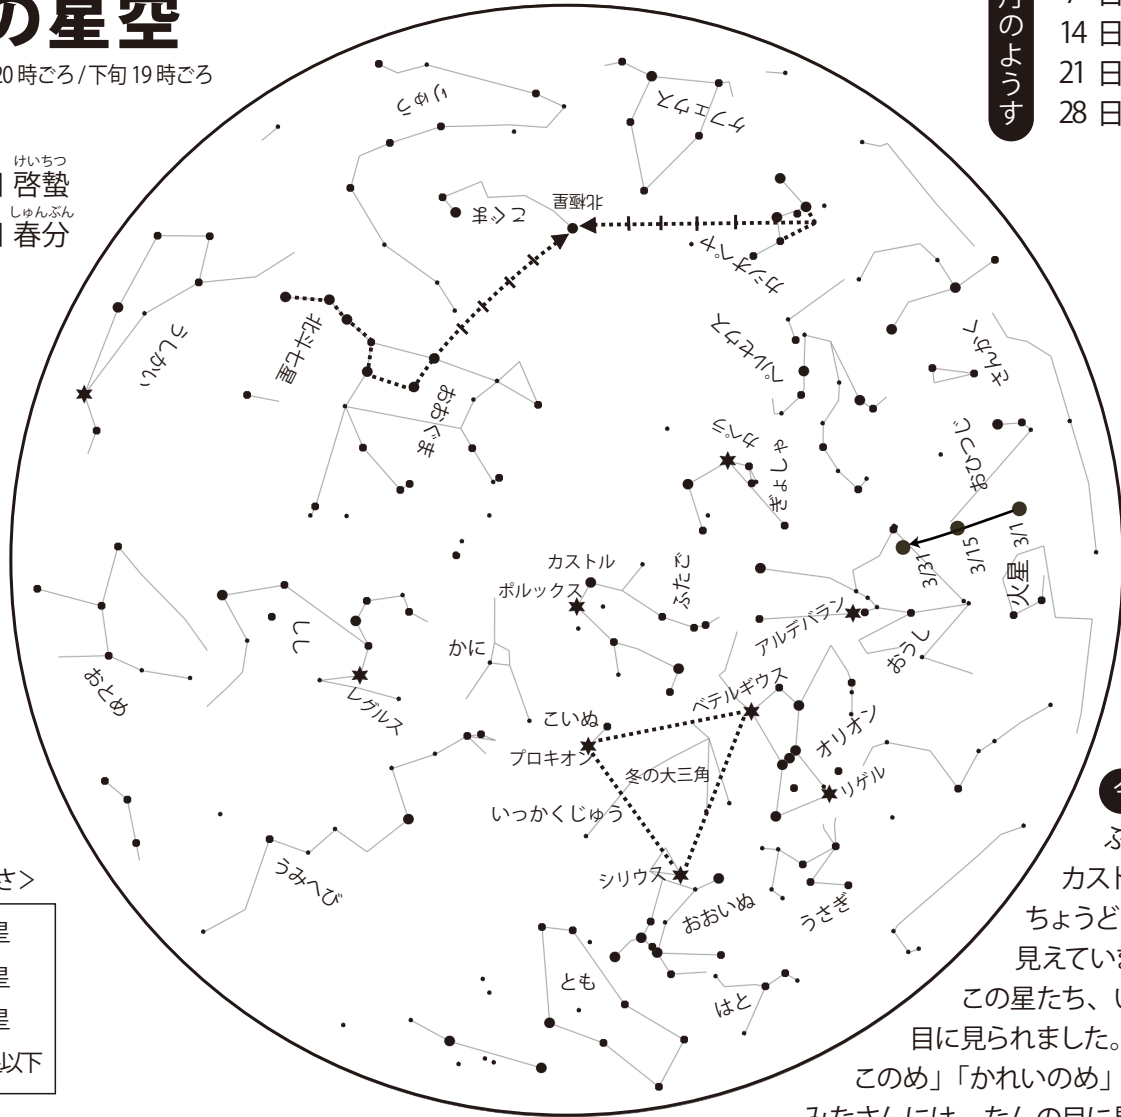 の星空
20時ごろ/下旬19時ごろ
けいちつ
啓蟄
しゅんぶん
春分
月のようす
14日
21日
28日
りゅう
ケフェウス
こぐま
北極星
カシオペヤ
うしかい
北斗七星
おおぐま
ペルセウス
さんかく
おひつじ
カペラ
ぎょしゃ
3/1
3/15
3/31
火星
カストル
ポルックス
ふたご
アルデバラン
おうし
しし
かに
レグルス
おとめ
ベテルギウス
こいぬ
プロキオン
オリオン
冬の大三角
リゲル
いっかくじゅう
うみへび
シリウス
おおいぬ
うさぎ
とも
はと
さ>
星
星
星
以下
ふ
カスト
ちょうど
見えていま
この星たち、い
目に見られました。
このめ」「かれいのめ」